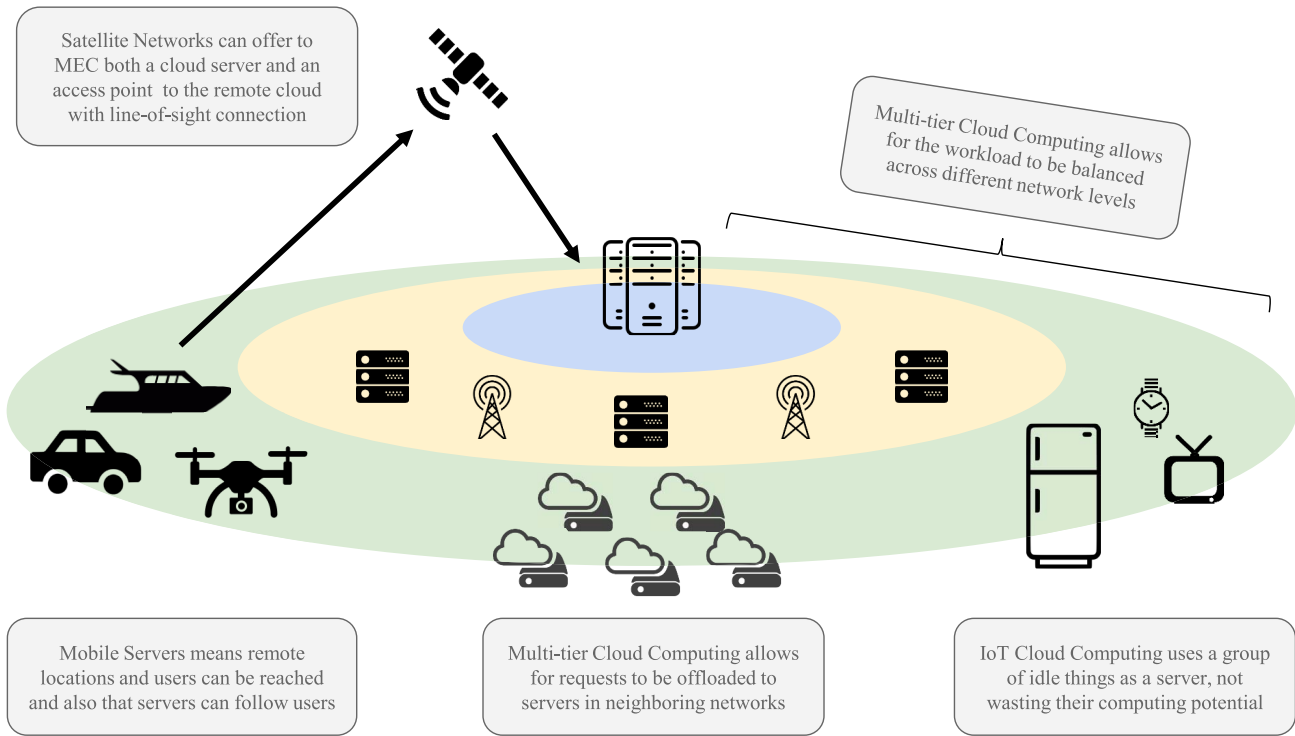 Satellite Networks can offer to
MEC both a cloud server and an
access point to the remote cloud
with line-of-sight connection
Multi-tier Cloud Computing allows
for the workload to be balanced
across different network levels
Mobile Servers means remote
locations and users can be reached
and also that servers can follow users
Multi-tier Cloud Computing allows
for requests to be offloaded to
servers in neighboring networks
IoT Cloud Computing uses a group
of idle things as a server, not
wasting their computing potential